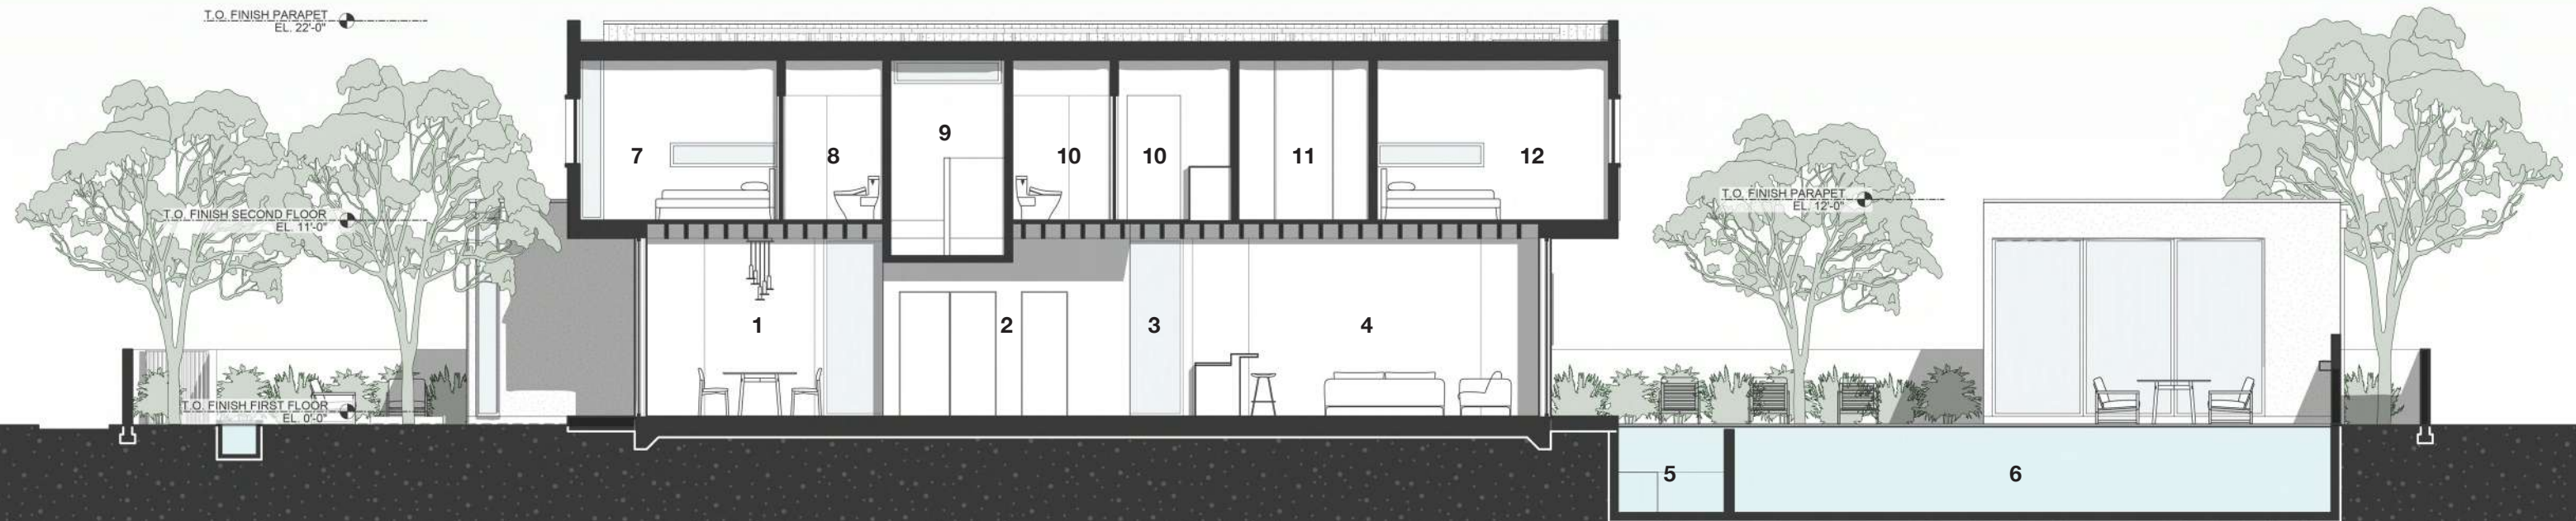 T.O. FINISH PARAPET
EL. 22'-0"
9
7
8
10
10
11
12
T.O. FINISH PARAPET
EL. 12'-0"
T.O. FINISH SECOND FLOOR
EL. 11'-0"
1
2
3
4
T.O. FINISH FIRST FLOOR
EL. 0'-0"
5
6